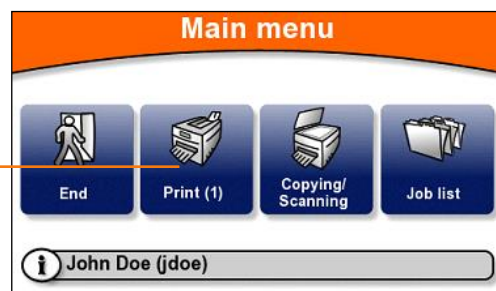 Main menu
End
Print (1)
Copying/
Scanning
Job list
i John Doe (jdoe)